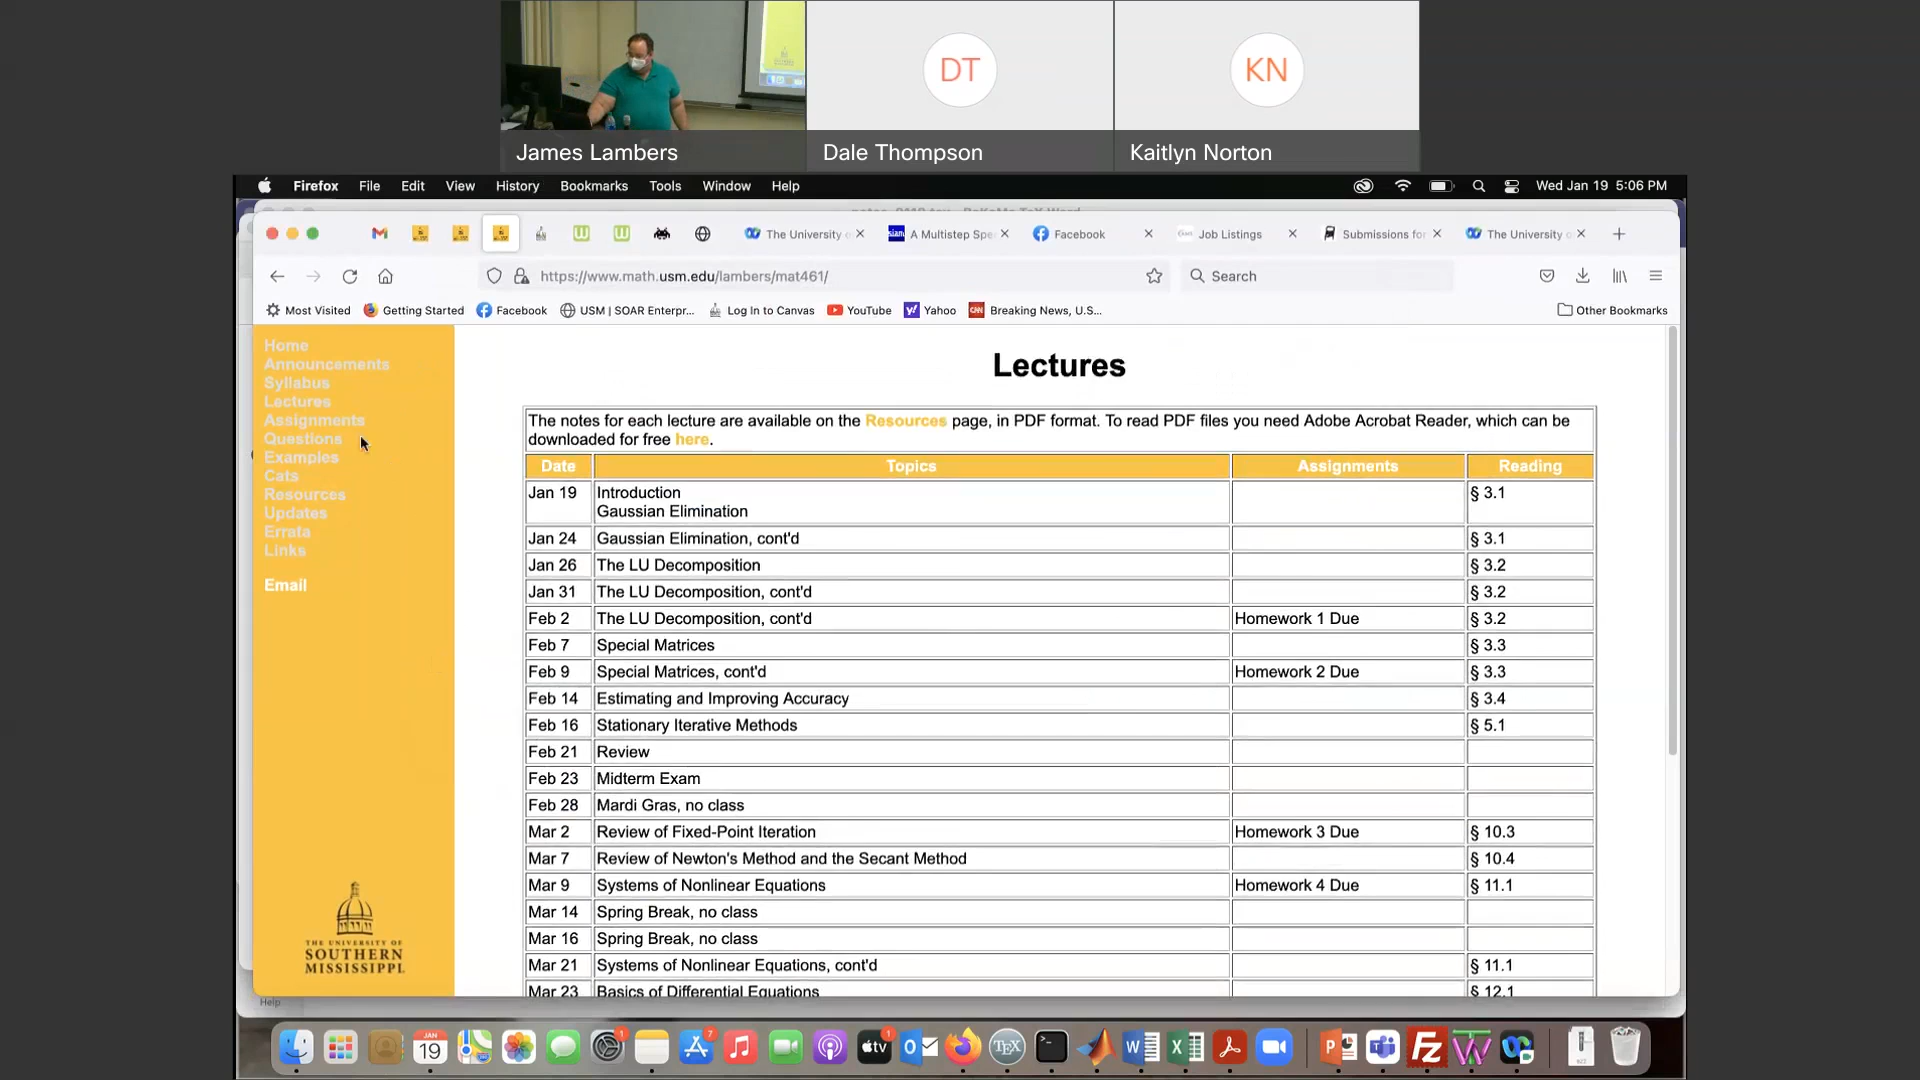 DT
KN
James Lambers
Dale Thompson
Kaitlyn Norton
Firefox File Edit View History Bookmarks Tools Window Help
Wed Jan 19 5:06 PM
The University o
A Multistep Spe
Facebook
Job Listings
Submissions for
The University o
https://www.math.usm.edu/lambers/mat461/
Search
Most Visited
Getting Started
Facebook
USM | SOAR Enterpr...
Log In to Canvas
YouTube
Yahoo
Breaking News, U.S...
Other Bookmarks
Home
Announcements
Syllabus
Lectures
Assignments
Questions
Examples
Cats
Resources
Updates
Errata
Links
Email
THE UNIVERSITY OF
SOUTHERN
MISSISSIPPI
Lectures
The notes for each lecture are available on the Resources page, in PDF format. To read PDF files you need Adobe Acrobat Reader, which can be
downloaded for free here.
Date Topics Assignments Reading
Jan 19 Introduction § 3.1
Gaussian Elimination
Jan 24 Gaussian Elimination, cont'd § 3.1
Jan 26 The LU Decomposition § 3.2
Jan 31 The LU Decomposition, cont'd § 3.2
Feb 2 The LU Decomposition, cont'd Homework 1 Due § 3.2
Feb 7 Special Matrices § 3.3
Feb 9 Special Matrices, cont'd Homework 2 Due § 3.3
Feb 14 Estimating and Improving Accuracy § 3.4
Feb 16 Stationary Iterative Methods § 5.1
Feb 21 Review
Feb 23 Midterm Exam
Feb 28 Mardi Gras, no class
Mar 2 Review of Fixed-Point Iteration Homework 3 Due § 10.3
Mar 7 Review of Newton's Method and the Secant Method § 10.4
Mar 9 Systems of Nonlinear Equations Homework 4 Due § 11.1
Mar 14 Spring Break, no class
Mar 16 Spring Break, no class
Mar 21 Systems of Nonlinear Equations, cont'd § 11.1
Mar 23 Basics of Differential Equations § 12.1
Help
JAN
19
1
7
tv
1
TEX